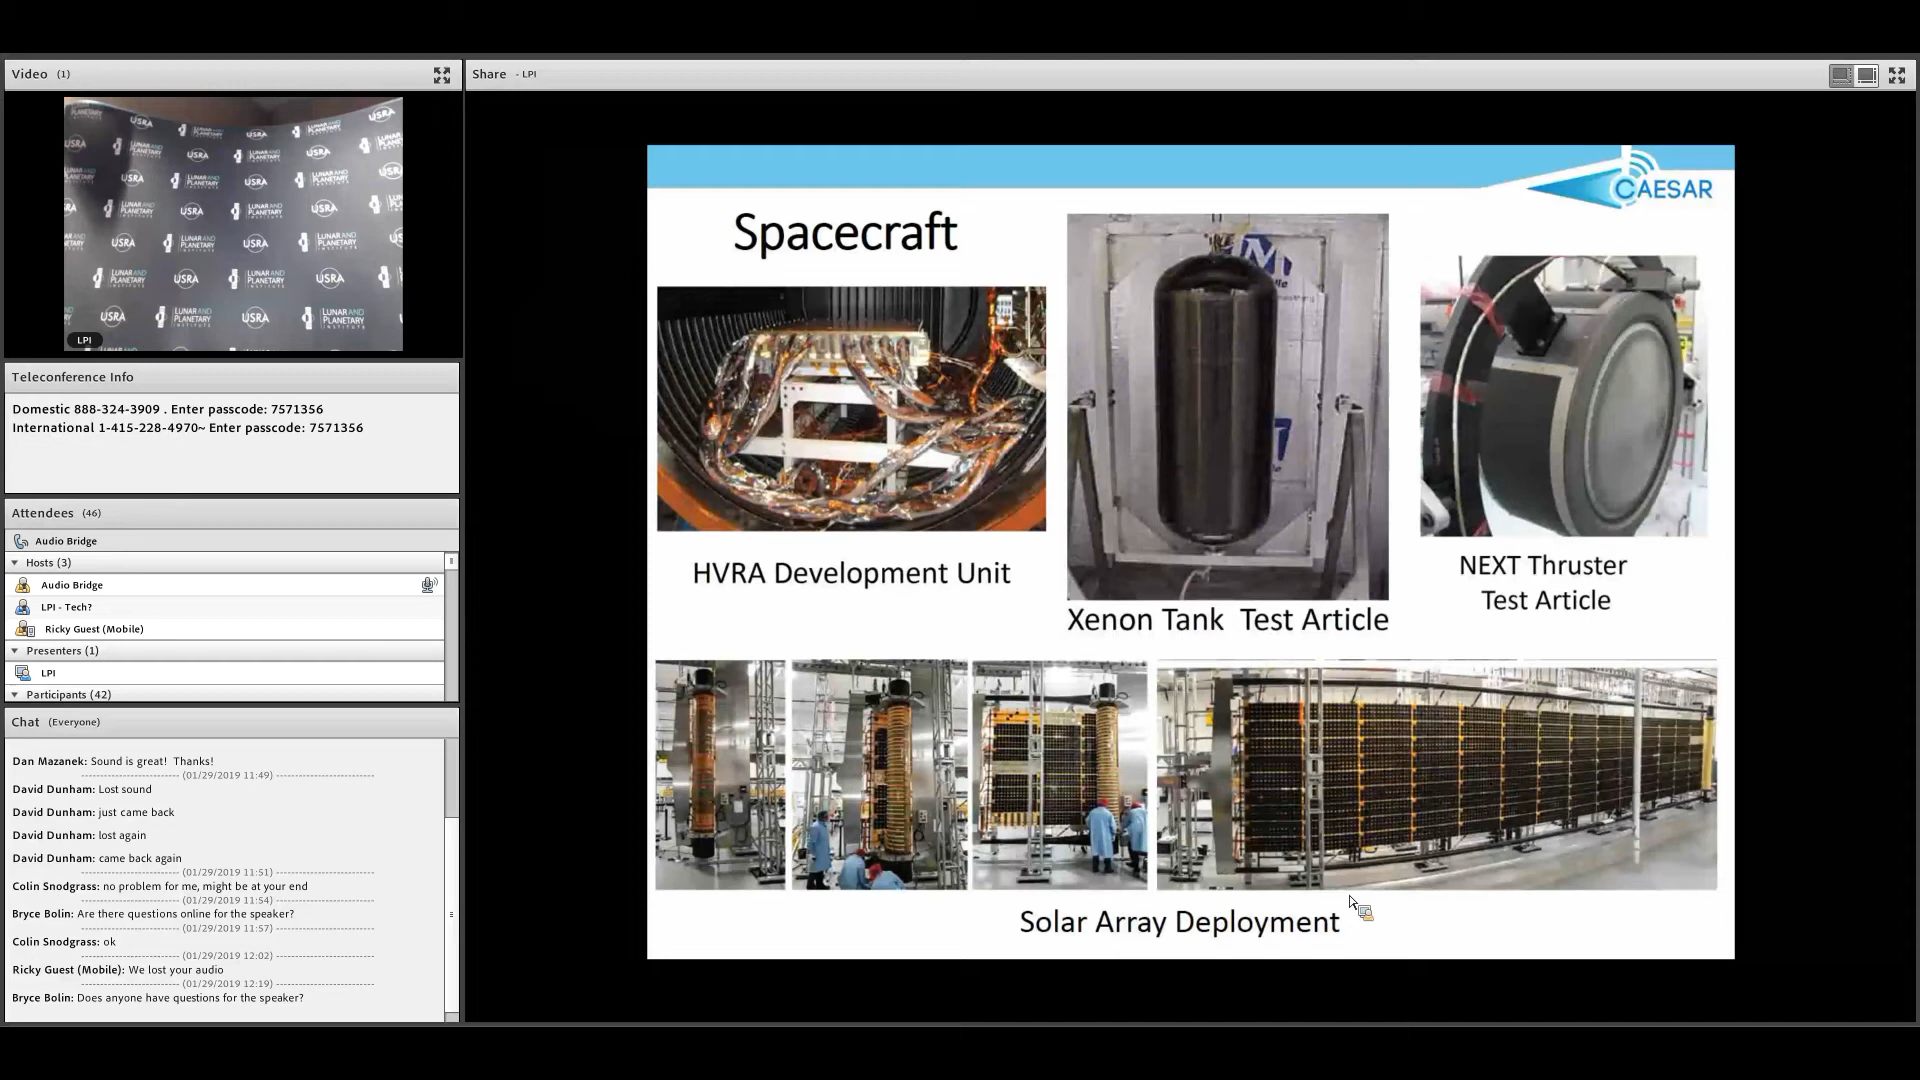 Video (1)
LPI
Teleconference Info
Domestic 888-324-3909 . Enter passcode: 7571356
International 1-415-228-4970~ Enter passcode: 7571356
Attendees (46)
Audio Bridge
Hosts (3)
Audio Bridge
LPI - Tech?
Ricky Guest (Mobile)
Presenters (1)
LPI
Participants (42)
Chat (Everyone)
Dan Mazanek: Sound is great! Thanks!
(01/29/2019 11:49)
David Dunham: Lost sound
David Dunham: just came back
David Dunham: lost again
David Dunham: came back again
(01/29/2019 11:51)
Colin Snodgrass: no problem for me, might be at your end
(01/29/2019 11:54)
Bryce Bolin: Are there questions online for the speaker?
(01/29/2019 11:57)
Colin Snodgrass: ok
(01/29/2019 12:02)
Ricky Guest (Mobile): We lost your audio
(01/29/2019 12:19)
Bryce Bolin: Does anyone have questions for the speaker?
Share - LPI
CAESAR
Spacecraft
HVRA Development Unit
Xenon Tank Test Article
NEXT Thruster
Test Article
Solar Array Deployment
USRA
LUNAR AND
PLANETARY
INSTITUTE